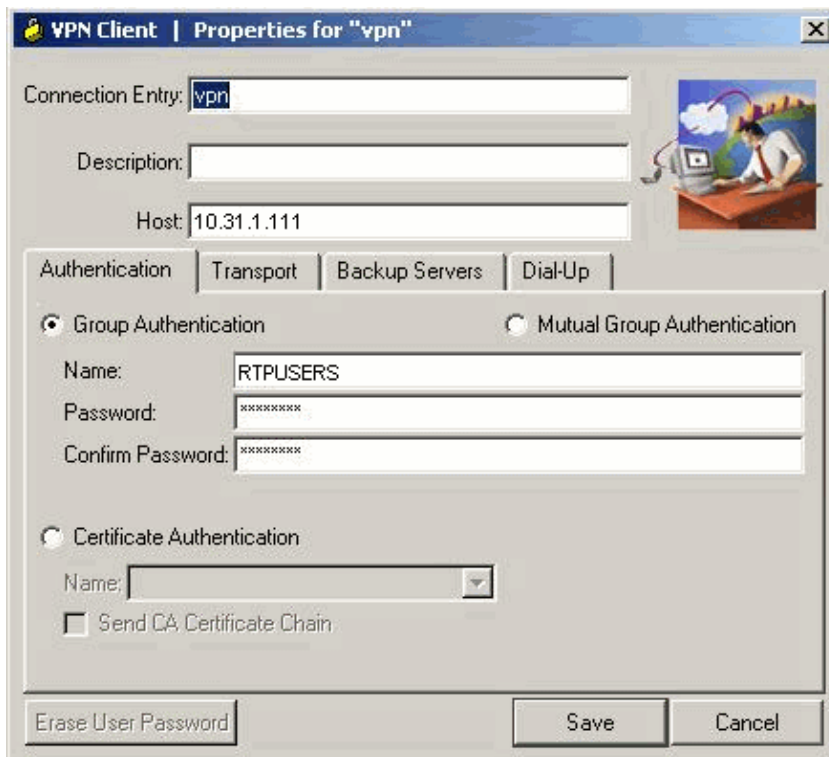 VPN Client | Properties for "vpn"
Connection Entry: vpn
Description:
Host: 10.31.1.111
Authentication Transport Backup Servers Dial-Up
Group Authentication Mutual Group Authentication
Name: RTPUSERS
Password: ********
Confirm Password: ********
Certificate Authentication
Name:
Send CA Certificate Chain
Erase User Password Save Cancel